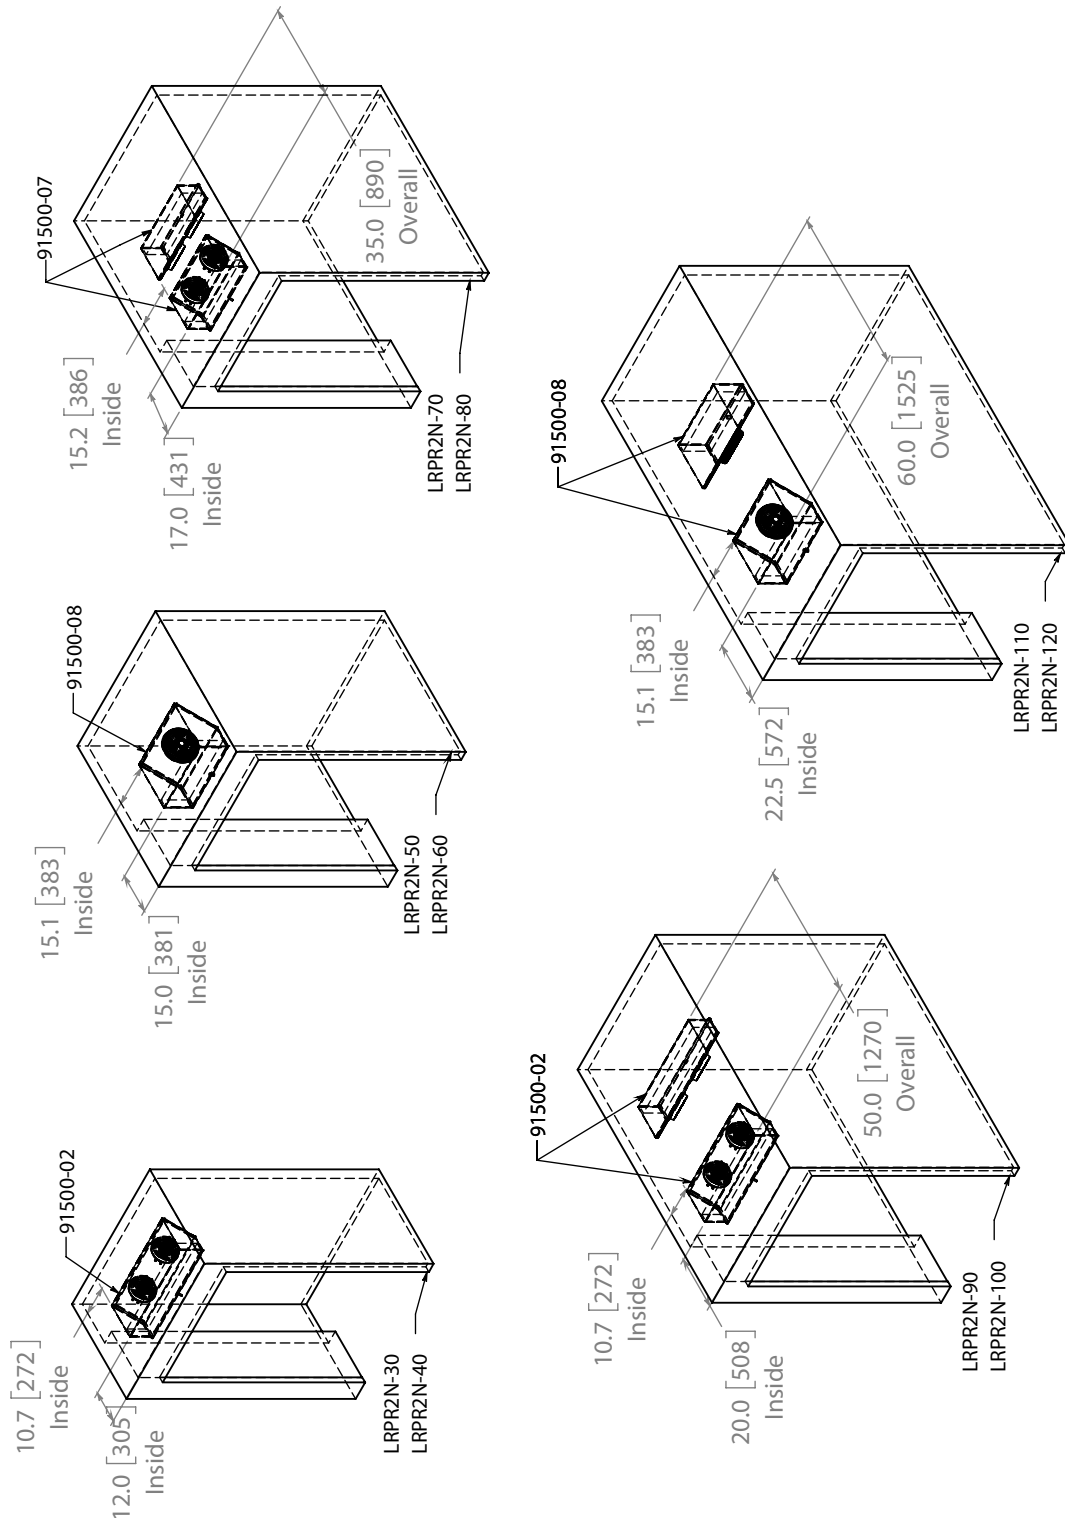 10.7 [272]
Inside
12.0 [305]
Inside
91500-02
LRPR2N-30
LRPR2N-40
15.1 [383]
Inside
15.0 [381]
Inside
91500-08
LRPR2N-50
LRPR2N-60
91500-07
15.2 [386]
Inside
17.0 [431]
Inside
35.0 [890]
Overall
LRPR2N-70
LRPR2N-80
91500-02
10.7 [272]
Inside
20.0 [508]
Inside
50.0 [1270]
Overall
LRPR2N-90
LRPR2N-100
91500-08
15.1 [383]
Inside
22.5 [572]
Inside
60.0 [1525]
Overall
LRPR2N-110
LRPR2N-120